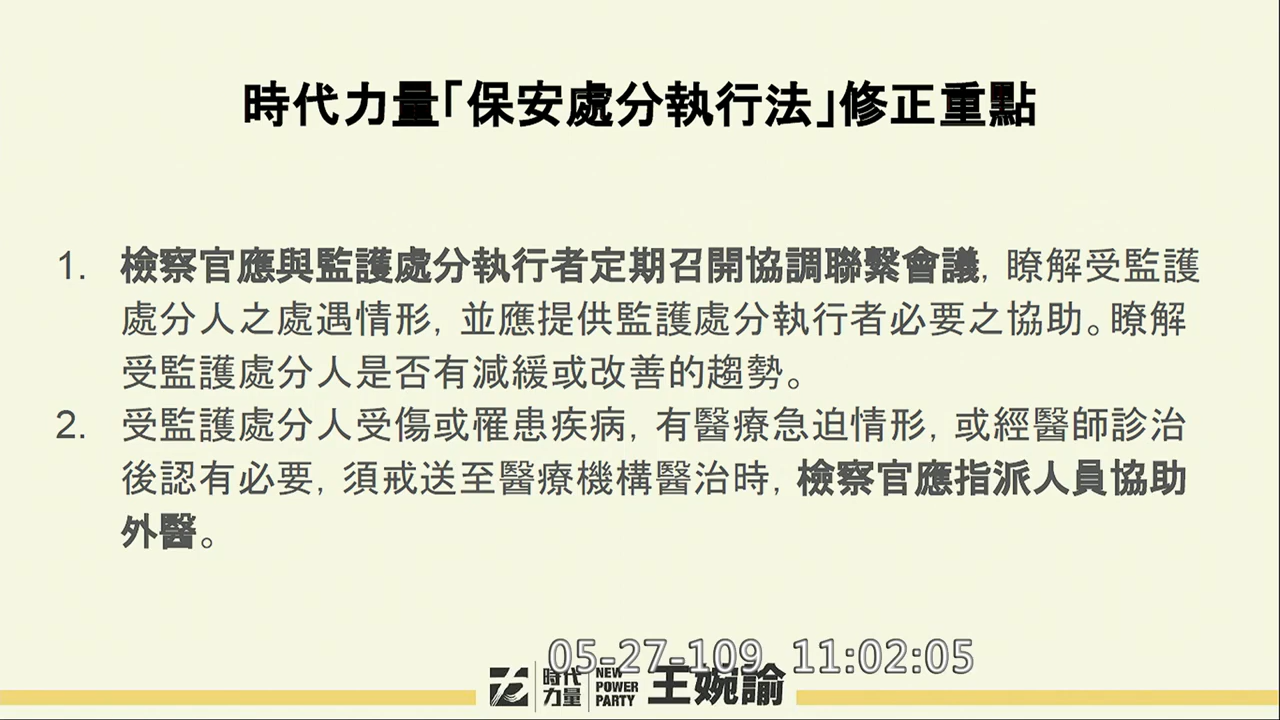 時代力量「保安處分執行法」修正重點
1. 檢察官應與監護處分執行者定期召開協調聯繫會議，瞭解受監護
處分人之處遇情形，並應提供監護處分執行者必要之協助。瞭解
受監護處分人是否有減緩或改善的趨勢。
2. 受監護處分人受傷或罹患疾病，有醫療急迫情形，或經醫師診治
後認有必要，須戒送至醫療機構醫治時，檢察官應指派人員協助
外醫。
05-27-109 11:02:05
時代
力量
NEW
POWER
PARTY
王婉諭